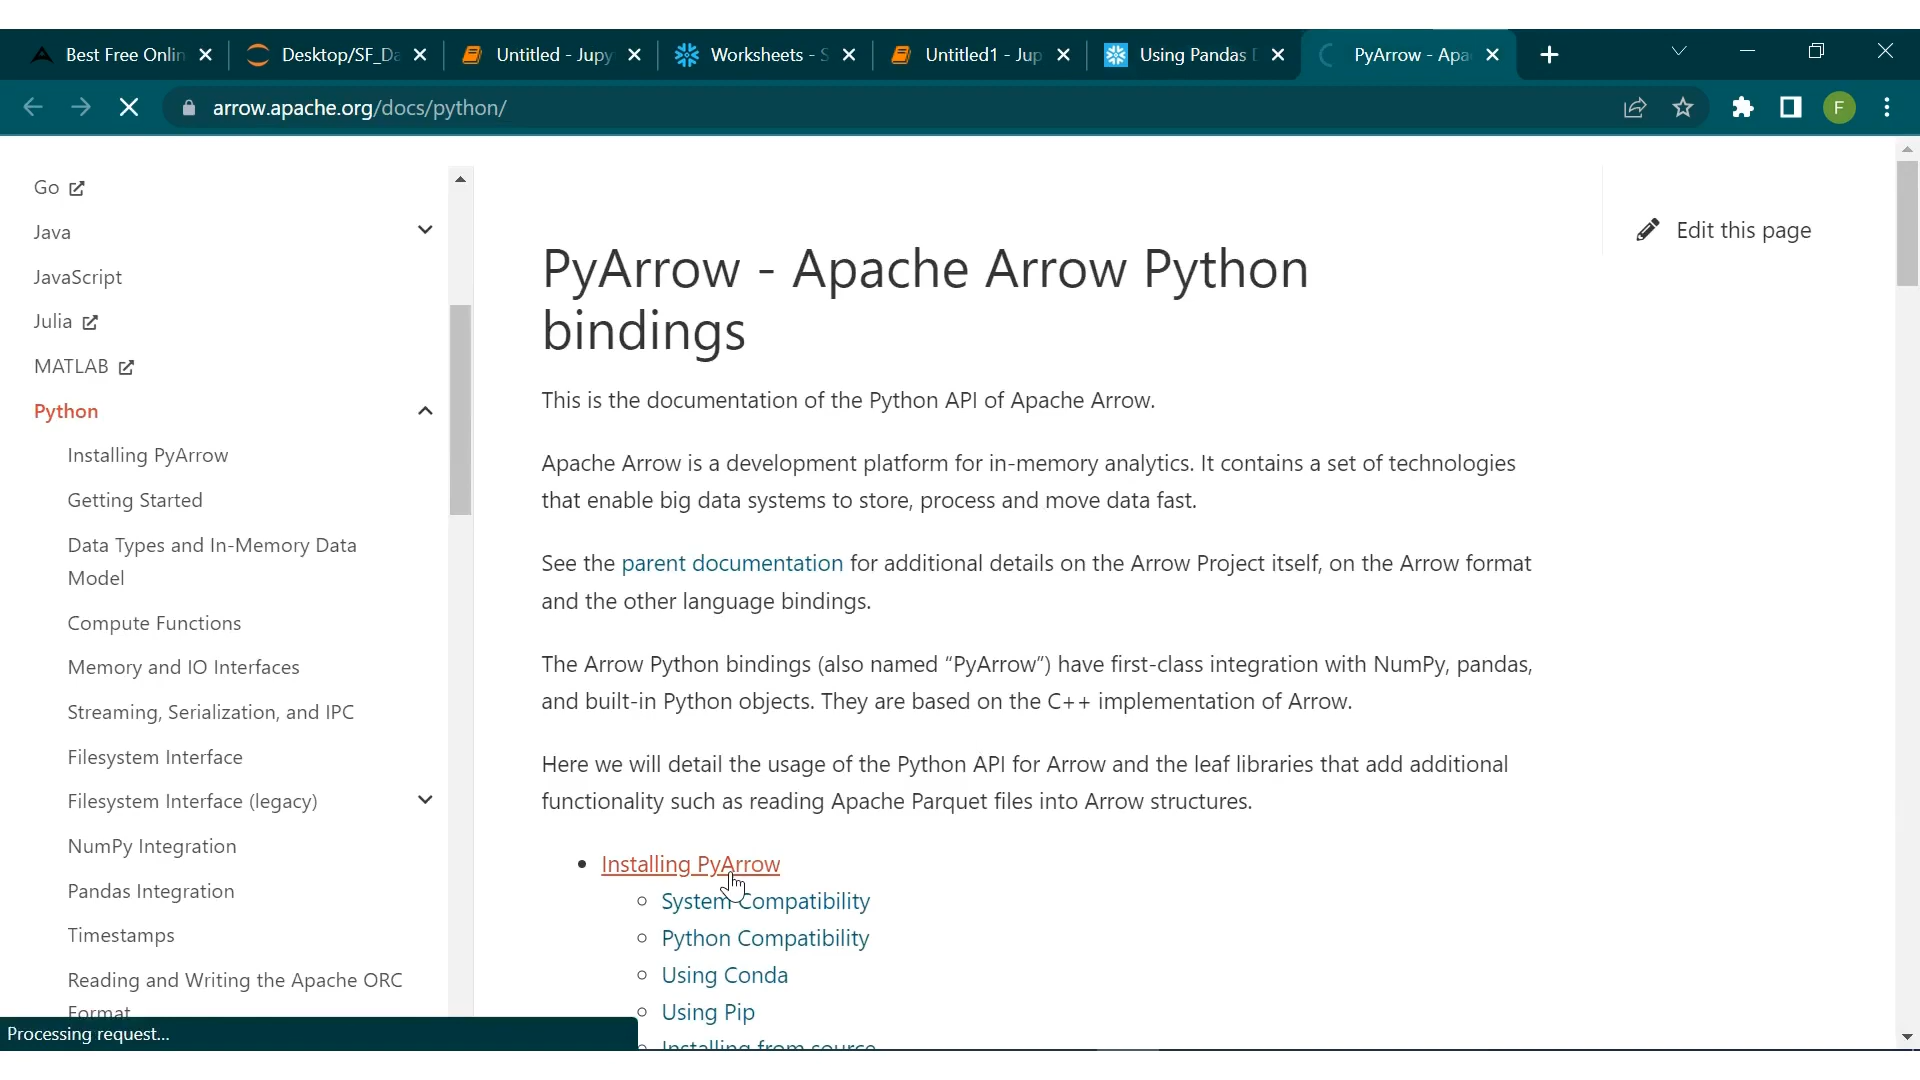 Best Free Onlin
Desktop/SF_Da
Untitled - Jupy
Worksheets - S
Untitled1 - Jup
Using Pandas D
PyArrow - Apa
arrow.apache.org/docs/python/
F
Go
Java
JavaScript
Julia
MATLAB
Python
Installing PyArrow
Getting Started
Data Types and In-Memory Data
Model
Compute Functions
Memory and IO Interfaces
Streaming, Serialization, and IPC
Filesystem Interface
Filesystem Interface (legacy)
NumPy Integration
Pandas Integration
Timestamps
Reading and Writing the Apache ORC
Format
Processing request...
PyArrow - Apache Arrow Python
bindings
This is the documentation of the Python API of Apache Arrow.
Apache Arrow is a development platform for in-memory analytics. It contains a set of technologies
that enable big data systems to store, process and move data fast.
See the parent documentation for additional details on the Arrow Project itself, on the Arrow format
and the other language bindings.
The Arrow Python bindings (also named “PyArrow”) have first-class integration with NumPy, pandas,
and built-in Python objects. They are based on the C++ implementation of Arrow.
Here we will detail the usage of the Python API for Arrow and the leaf libraries that add additional
functionality such as reading Apache Parquet files into Arrow structures.
Installing PyArrow
System Compatibility
Python Compatibility
Using Conda
Using Pip
Installing from source
Edit this page